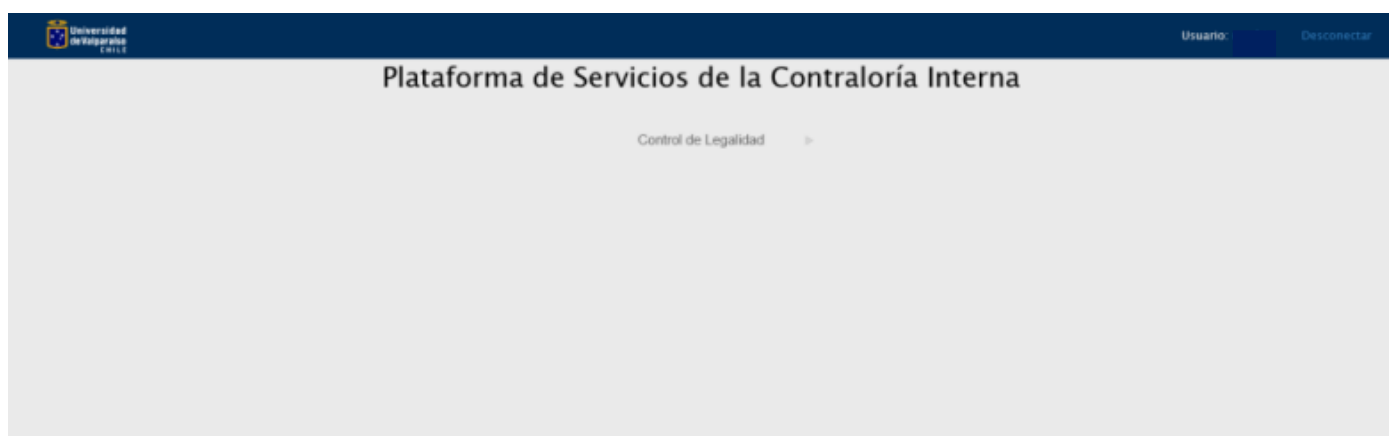 Universidad
de Valparaíso
CHILE
Usuario:
Desconectar
Plataforma de Servicios de la Contraloría Interna
Control de Legalidad